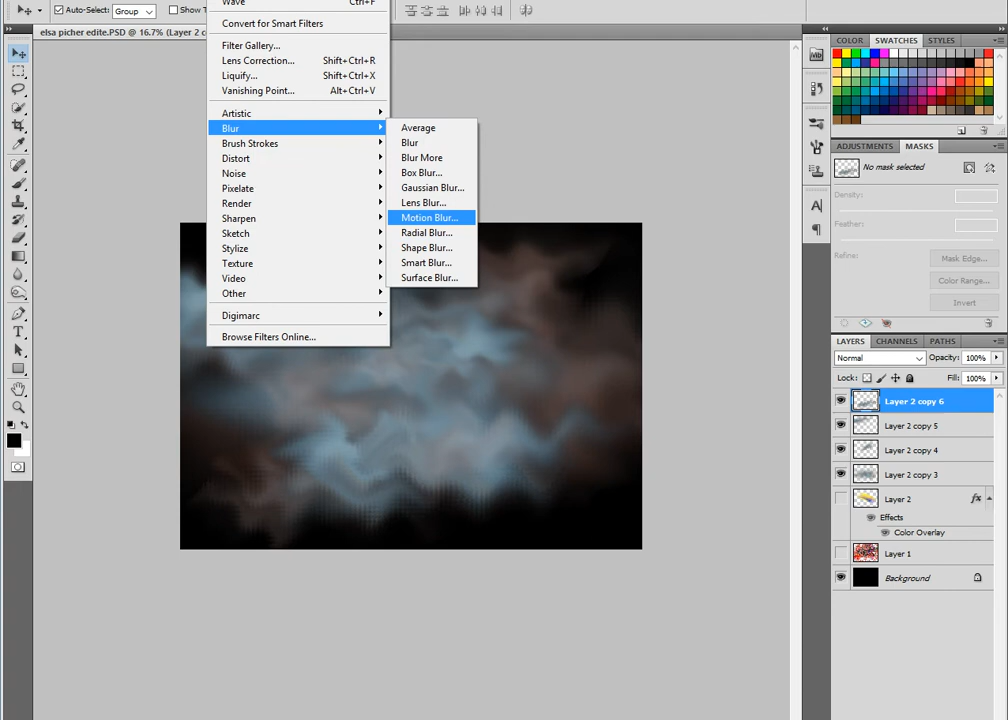 Auto-Select: Group Show T
Wave Ctrl+F
elsa picher edite.PSD @ 16.7% (Layer 2 c
Convert for Smart Filters
Filter Gallery...
Lens Correction... Shift+Ctrl+R
Liquify... Shift+Ctrl+X
Vanishing Point... Alt+Ctrl+V
Artistic
Blur
Brush Strokes
Distort
Noise
Pixelate
Render
Sharpen
Sketch
Stylize
Texture
Video
Other
Digimarc
Browse Filters Online...
Average
Blur
Blur More
Box Blur...
Gaussian Blur...
Lens Blur...
Motion Blur...
Radial Blur...
Shape Blur...
Smart Blur...
Surface Blur...
COLOR SWATCHES STYLES
ADJUSTMENTS MASKS
No mask selected
Density:
Feather:
Refine: Mask Edge...
Color Range...
Invert
LAYERS CHANNELS PATHS
Normal Opacity: 100%
Lock: Fill: 100%
Layer 2 copy 6
Layer 2 copy 5
Layer 2 copy 4
Layer 2 copy 3
Layer 2 fx
Effects
Color Overlay
Layer 1
Background